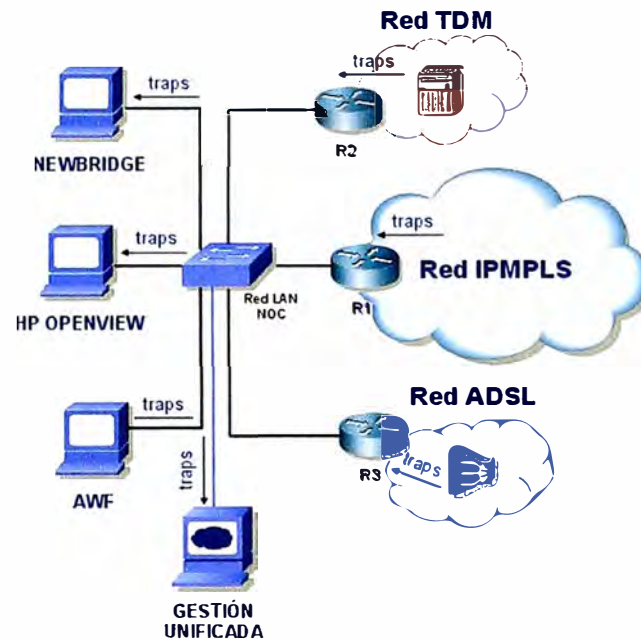 Red TDM
traps
traps
R2
NEWBRIDGE
traps
traps
Red IPMPLS
Red LAN
NOC
R1
HP OPENVIEW
Red ADSL
traps
traps
R3
traps
AWF
GESTIÓN
UNIFICADA